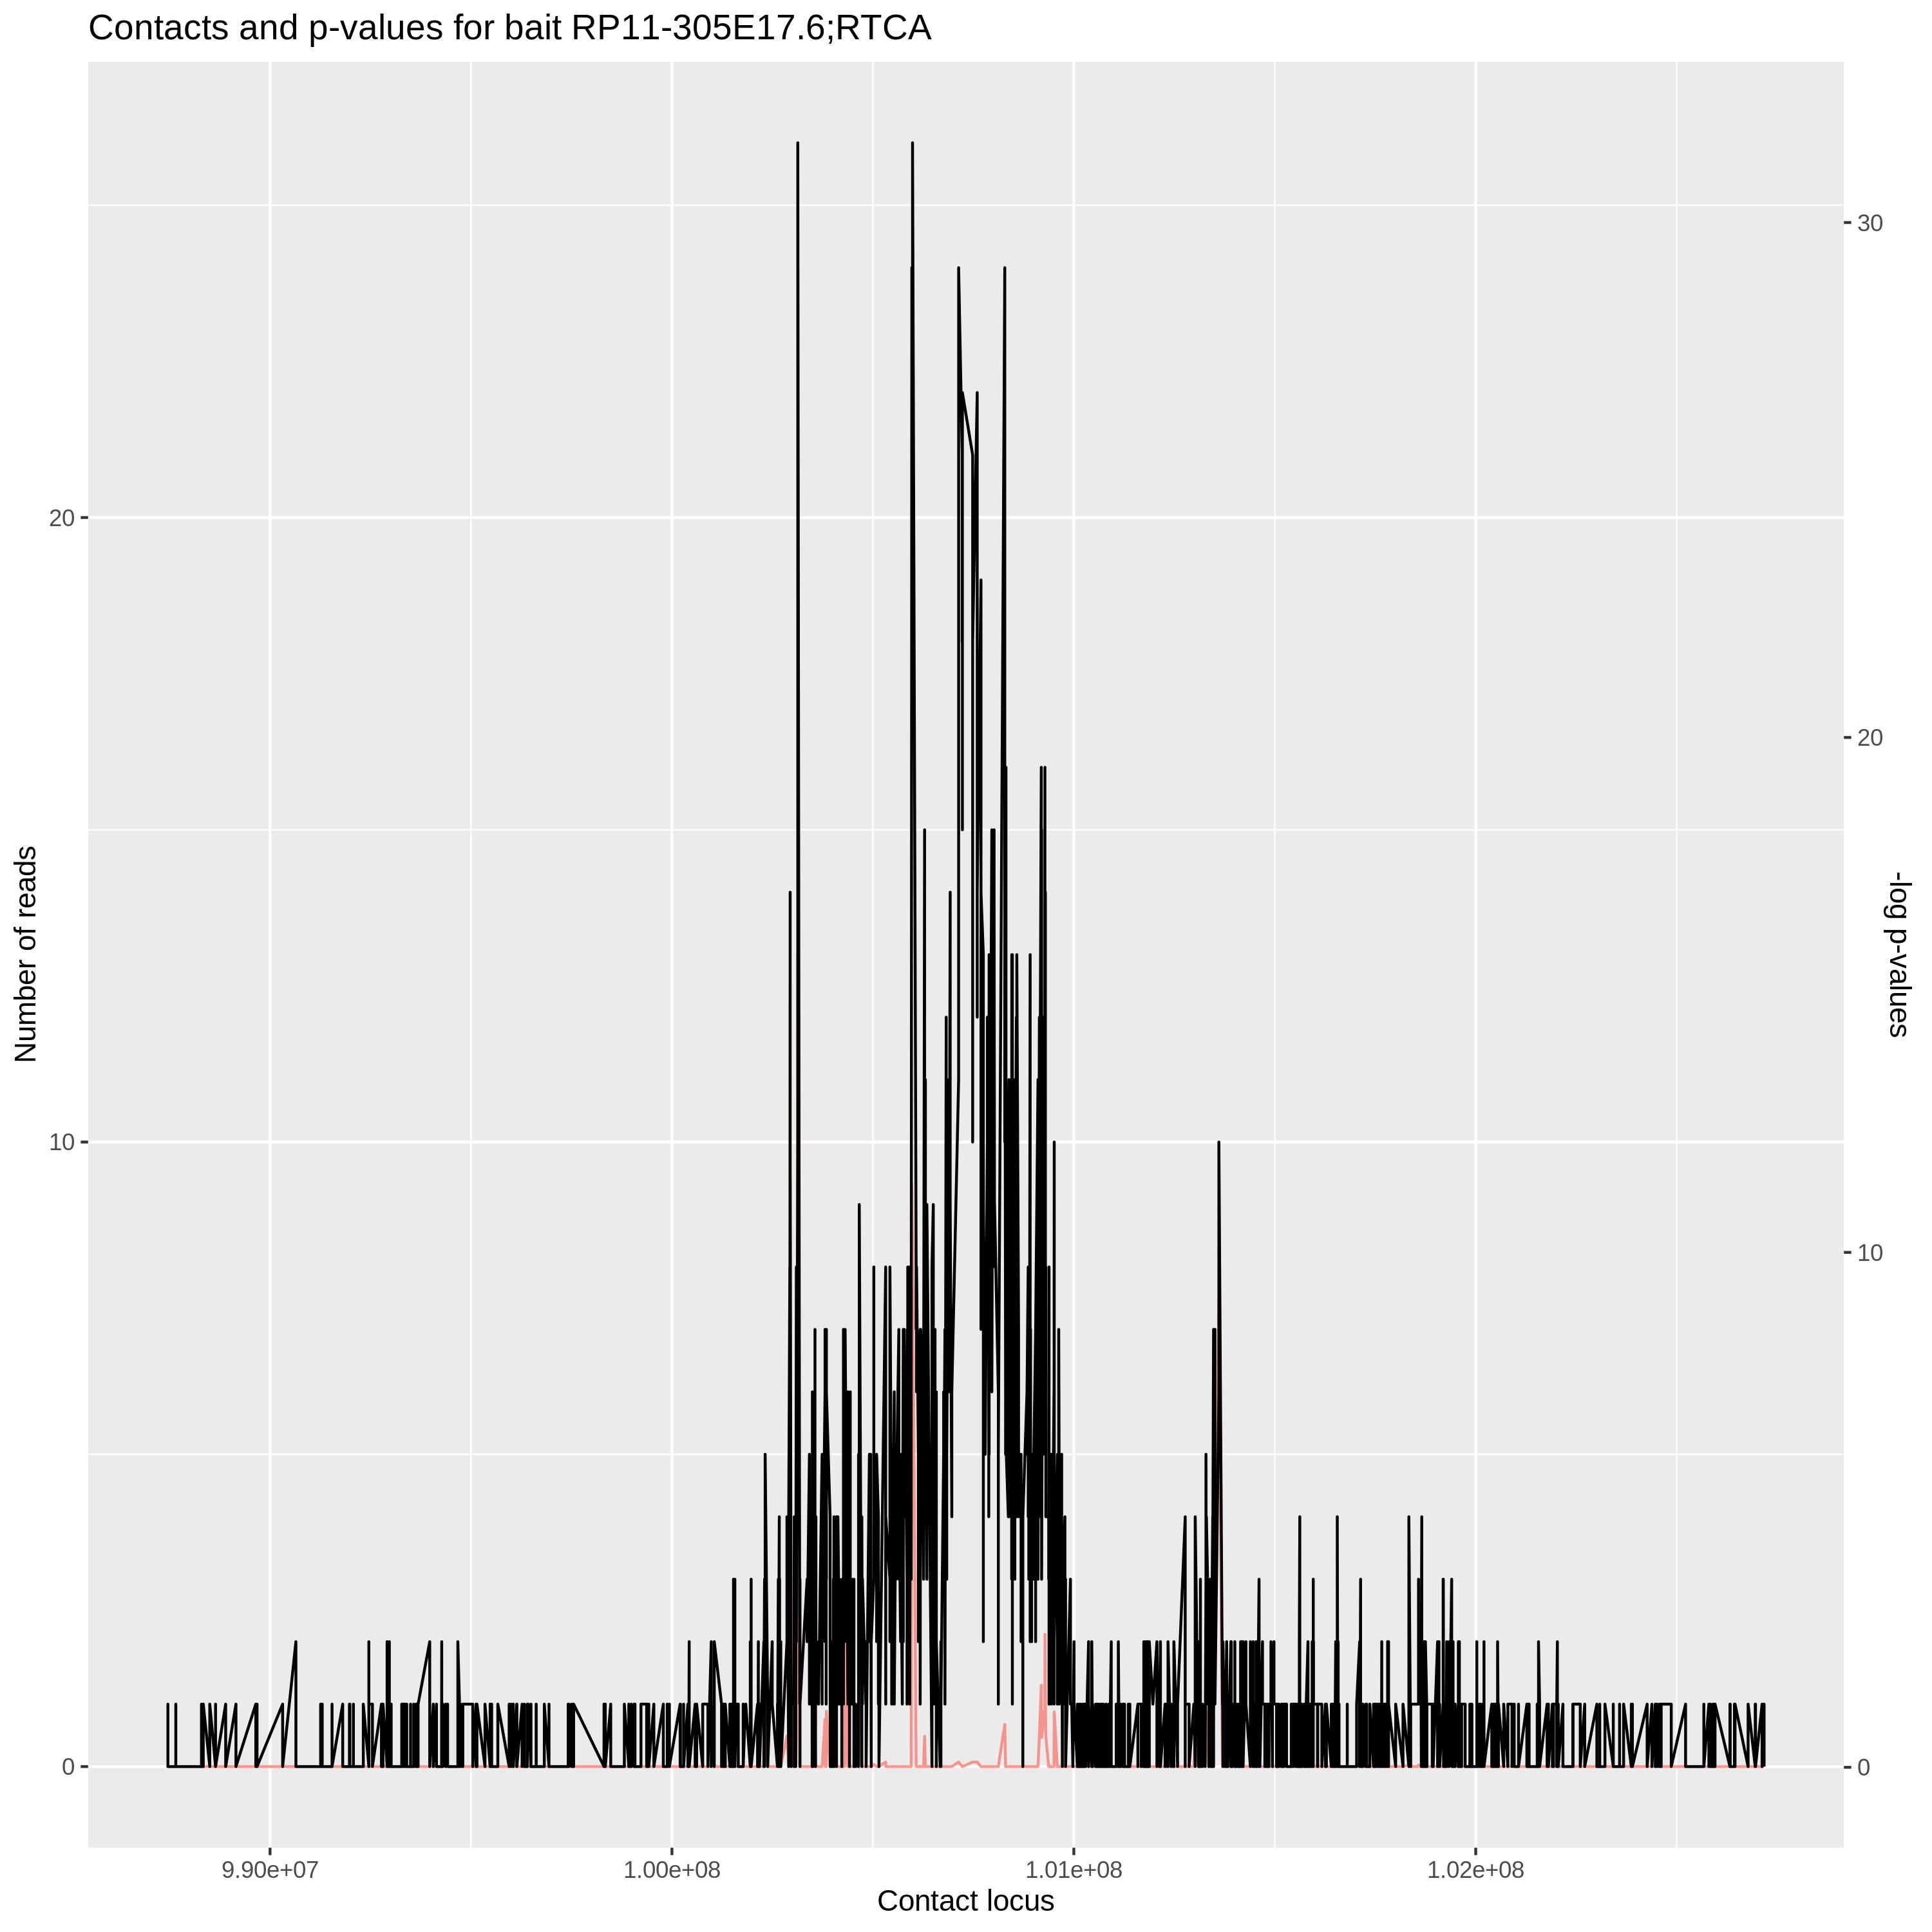 Contacts and p-values for bait RP11-305E17.6;RTCA
30
20
20
Number of reads
-log p-values
10
10
0
0
9.90e+07
1.00e+08
1.01e+08
1.02e+08
Contact locus